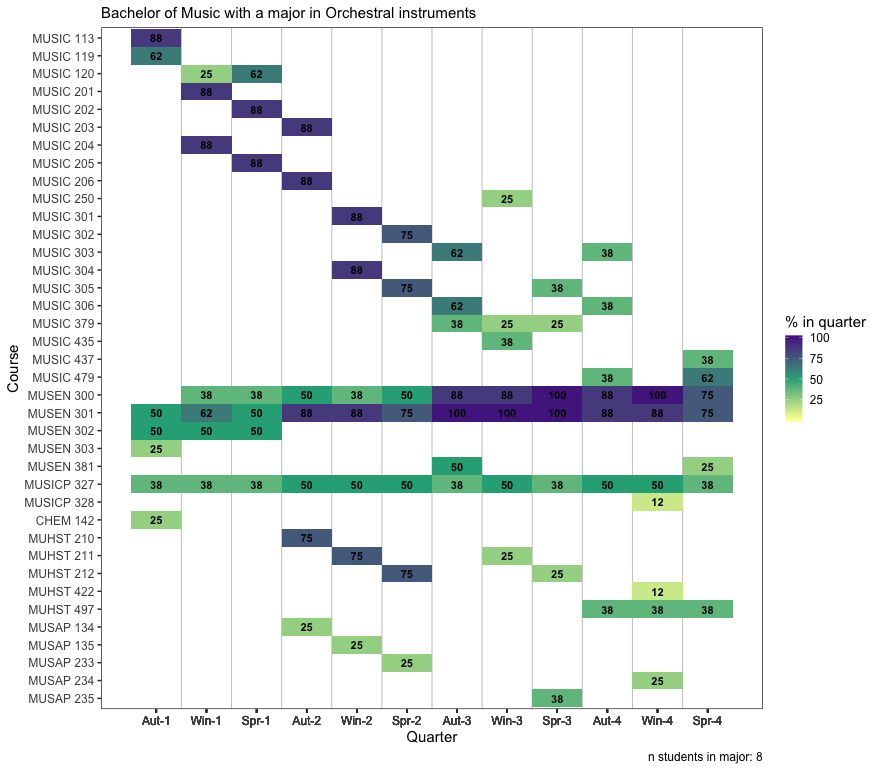 Bachelor of Music with a major in Orchestral instruments
MUSIC 113 88
MUSIC 119 62
MUSIC 120 25 62
MUSIC 201 88
MUSIC 202 88
MUSIC 203 88
MUSIC 204 88
MUSIC 205 88
MUSIC 206 88
MUSIC 250 25
MUSIC 301 88
MUSIC 302 75
MUSIC 303 62 38
MUSIC 304 88
MUSIC 305 75 38
MUSIC 306 62 38
MUSIC 379 38 25 25
MUSIC 435 38
MUSIC 437 38
MUSIC 479 38 62
MUSEN 300 38 38 50 38 50 88 88 100 88 100 75
MUSEN 301 50 62 50 88 88 75 100 100 100 88 88 75
MUSEN 302 50 50 50
MUSEN 303 25
MUSEN 381 50 25
MUSICP 327 38 38 38 50 50 50 38 50 38 50 50 38
MUSICP 328 12
CHEM 142 25
MUHST 210 75
MUHST 211 75 25
MUHST 212 75 25
MUHST 422 12
MUHST 497 38 38 38
MUSAP 134 25
MUSAP 135 25
MUSAP 233 25
MUSAP 234 25
MUSAP 235 38
Course
Aut-1 Win-1 Spr-1 Aut-2 Win-2 Spr-2 Aut-3 Win-3 Spr-3 Aut-4 Win-4 Spr-4
Quarter
% in quarter
100
75
50
25
n students in major: 8